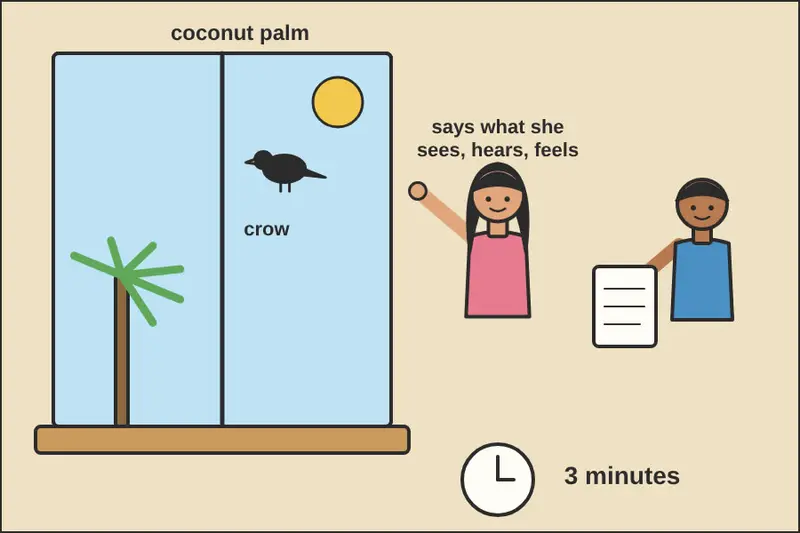 coconut palm
says what she
sees, hears, feels
crow
3 minutes